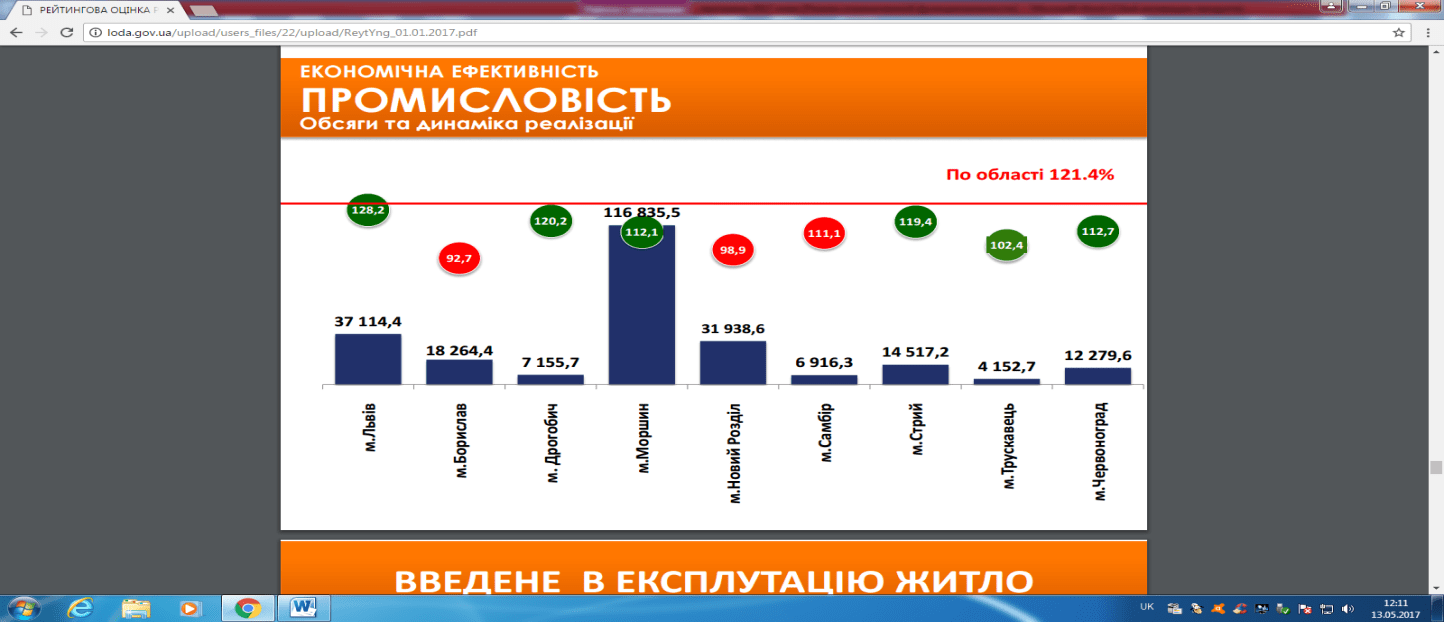 РЕЙТИНГОВА ОЦІНКА Р
loda.gov.ua/upload/users_files/22/upload/ReytYng_01.01.2017.pdf
ЕКОНОМІЧНА ЕФЕКТИВНІСТЬ
ПРОМИСЛОВІСТЬ
Обсяги та динаміка реалізації
По області 121.4%
128,2
92,7
120,2
116 835,5
112,1
98,9
111,1
119,4
102,4
112,7
37 114,4
18 264,4
7 155,7
31 938,6
6 916,3
14 517,2
4 152,7
12 279,6
м.Львів
м.Борислав
м. Дрогобич
м.Моршин
м.Новий Розділ
м.Самбір
м.Стрий
м.Трускавець
м.Червоноград
ВВЕДЕНЕ В ЕКСПЛУТАЦІЮ ЖИТЛО
UK
12:11
13.05.2017